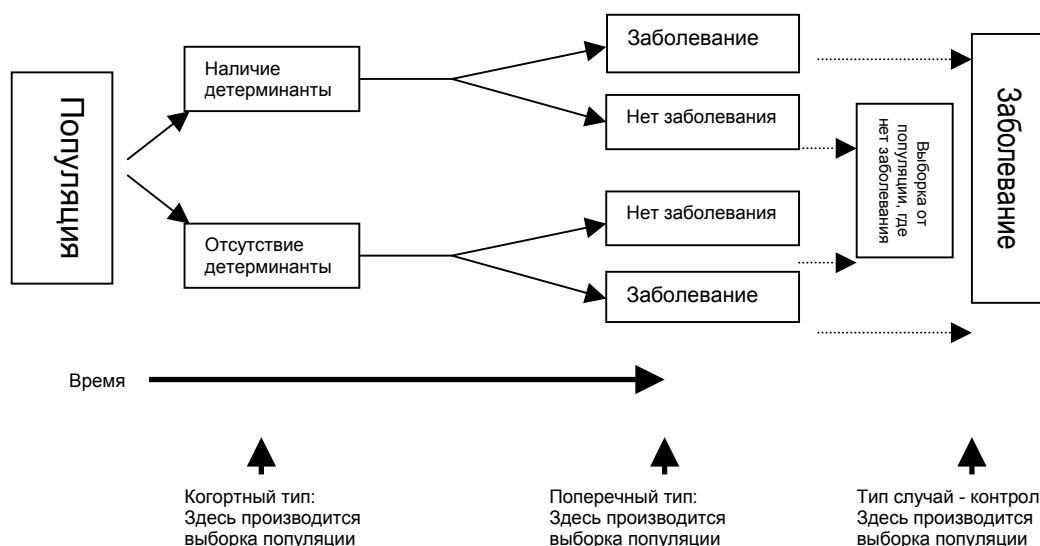 Популяция
Наличие
детерминанты
Отсутствие
детерминанты
Заболевание
Нет заболевания
Нет заболевания
Заболевание
Выборка от
популяции, где
нет заболевания
Заболевание
Время
Когортный тип:
Здесь производится
выборка популяции
Поперечный тип:
Здесь производится
выборка популяции
Тип случай - контрол
Здесь производится
выборка популяции